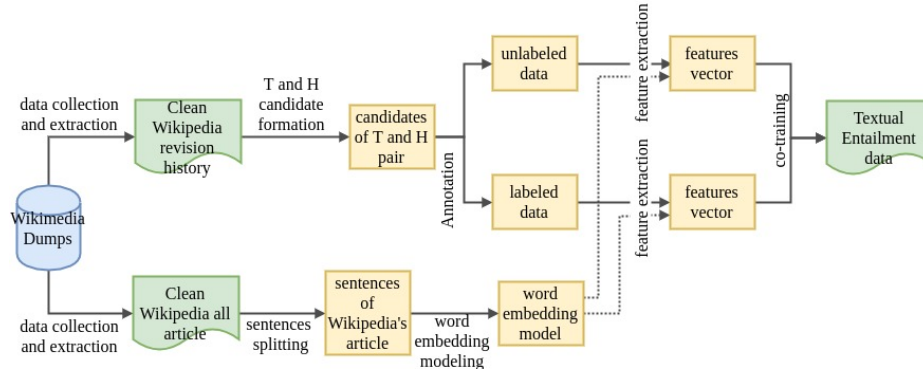 data collection
and extraction
Clean
Wikipedia
revision
history
T and H
candidate
formation
candidates
of T and H
pair
Annotation
unlabeled
data
labeled
data
feature extraction
feature extraction
features
vector
features
vector
co-training
Textual
Entailment
data
Wikimedia
Dumps
data collection
and extraction
Clean
Wikipedia all
article
sentences
splitting
sentences
of
Wikipedia's
article
word
embedding
modeling
word
embedding
model